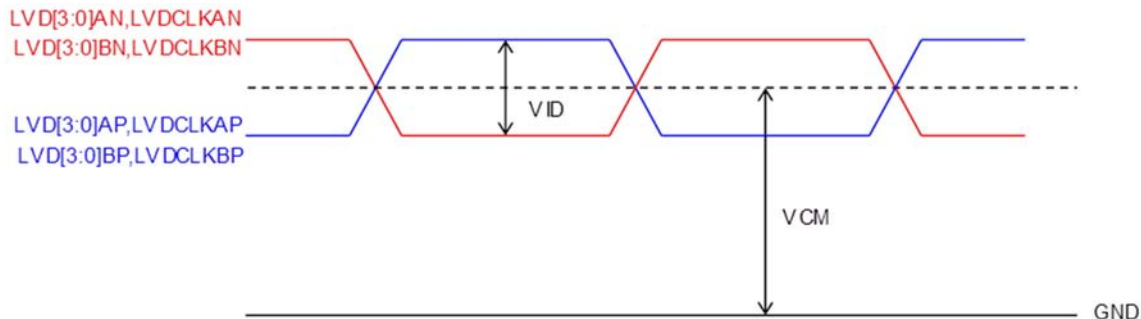 LVD[3:0]AN,LVDCLKAN
LVD[3:0]BN,LVDCLKBN
VID
LVD[3:0]AP,LVDCLKAP
LVD[3:0]BP,LVDCLKBP
VCM
GND